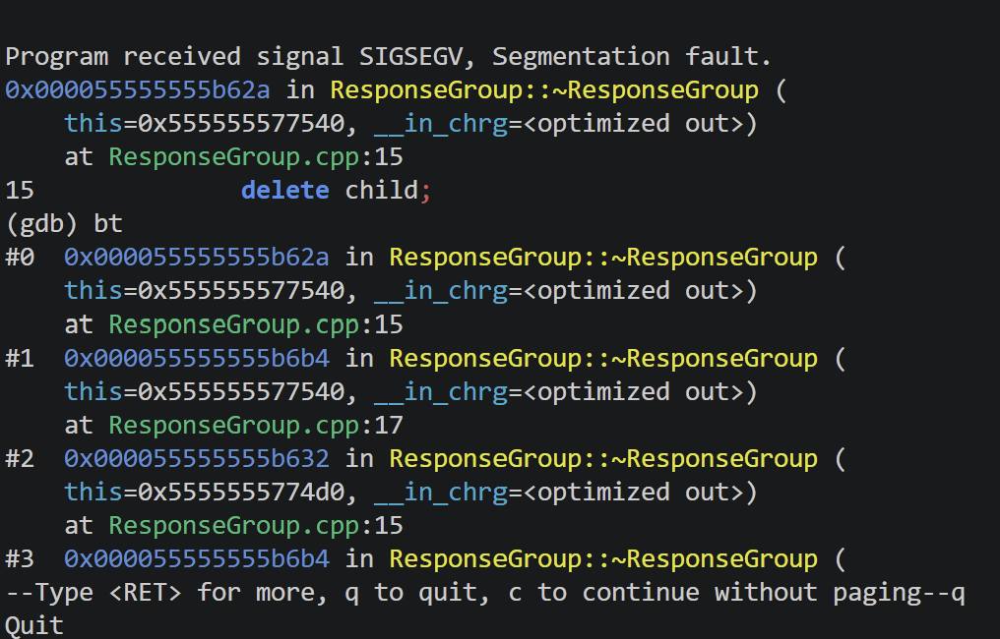 Program received signal SIGSEGV, Segmentation fault.
0x000055555555b62a in ResponseGroup::~ResponseGroup (
    this=0x555555577540, __in_chrg=<optimized out>)
    at ResponseGroup.cpp:15
15              delete child;
(gdb) bt
#0  0x000055555555b62a in ResponseGroup::~ResponseGroup (
    this=0x555555577540, __in_chrg=<optimized out>)
    at ResponseGroup.cpp:15
#1  0x000055555555b6b4 in ResponseGroup::~ResponseGroup (
    this=0x555555577540, __in_chrg=<optimized out>)
    at ResponseGroup.cpp:17
#2  0x000055555555b632 in ResponseGroup::~ResponseGroup (
    this=0x5555555774d0, __in_chrg=<optimized out>)
    at ResponseGroup.cpp:15
#3  0x000055555555b6b4 in ResponseGroup::~ResponseGroup (
--Type <RET> for more, q to quit, c to continue without paging--q
Quit